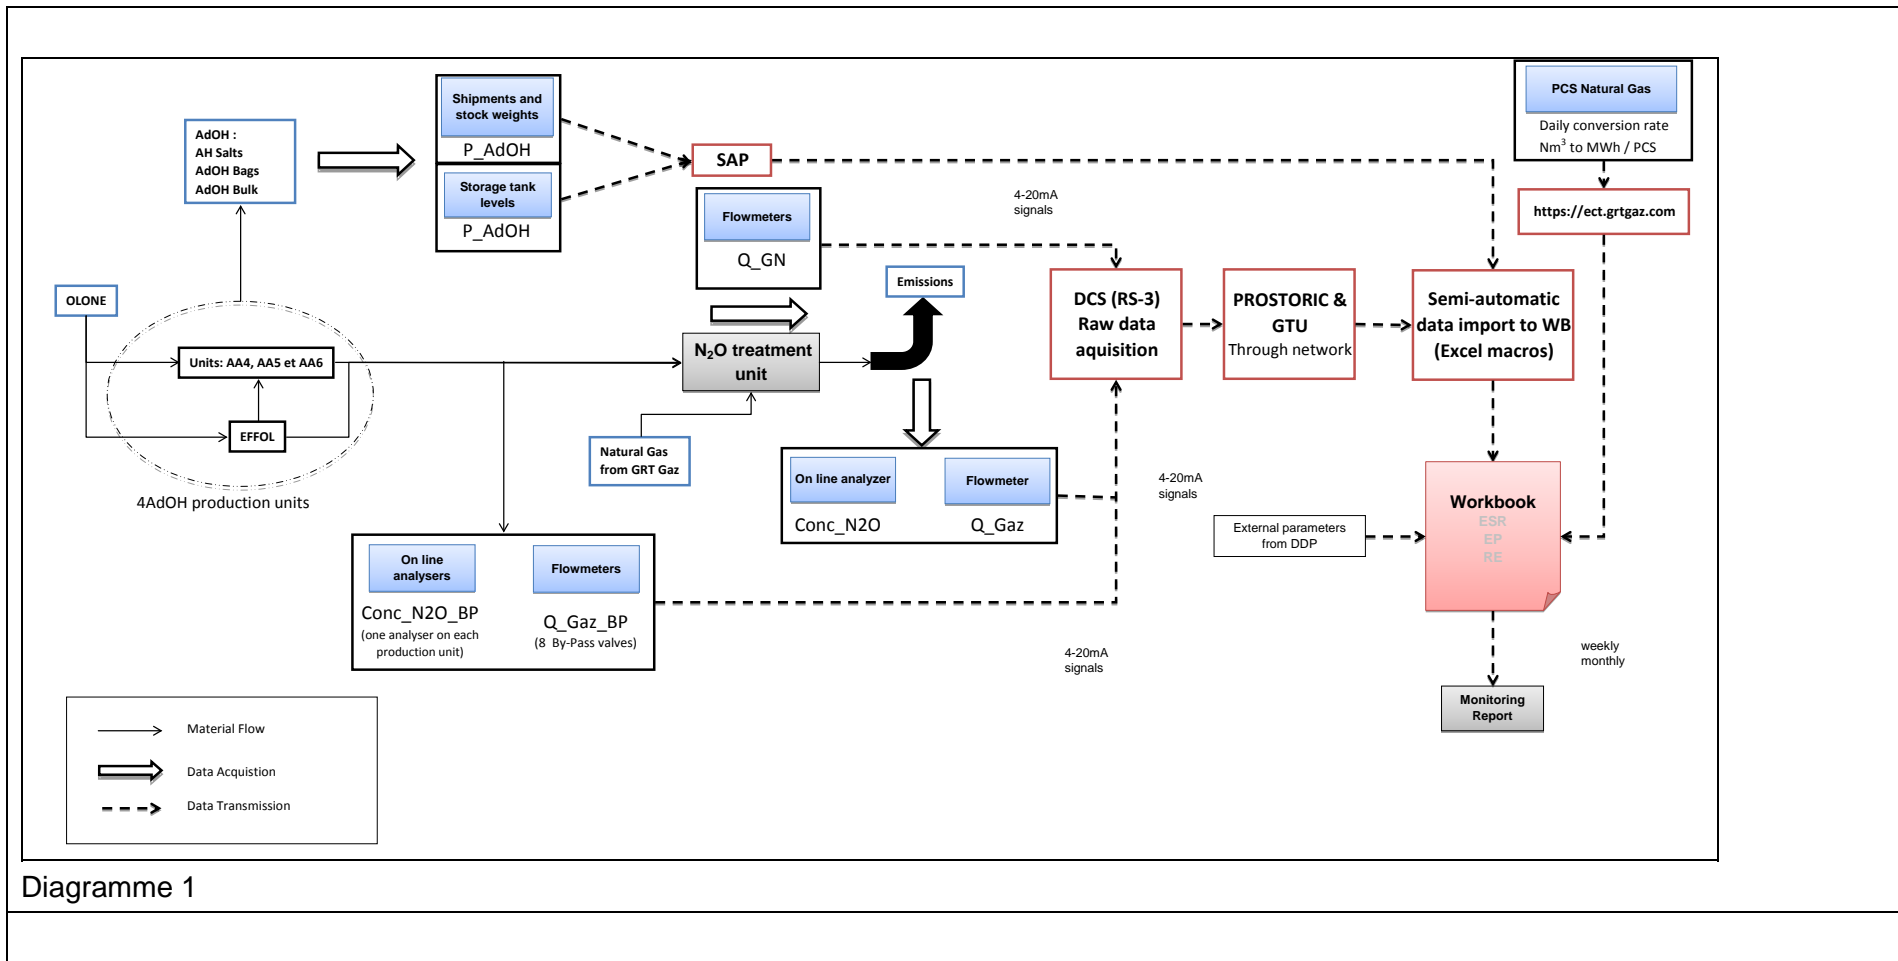 Shipments and
stock weights
P_AdOH
Storage tank
levels
P_AdOH
AdOH :
AH Salts
AdOH Bags
AdOH Bulk
SAP
Flowmeters
Q_GN
4-20mA
signals
PCS Natural Gas
Daily conversion rate
Nm³ to MWh / PCS
https://ect.grtgaz.com
OLONE
Units: AA4, AA5 et AA6
EFFOL
4AdOH production units
N₂O treatment
unit
Emissions
Natural Gas
from GRT Gaz
DCS (RS-3)
Raw data
aquisition
PROSTORIC &
GTU
Through network
Semi-automatic
data import to WB
(Excel macros)
On line analyzer
Conc_N2O
Flowmeter
Q_Gaz
4-20mA
signals
On line
analysers
Conc_N2O_BP
(one analyser on each
production unit)
Flowmeters
Q_Gaz_BP
(8 By-Pass valves)
4-20mA
signals
External parameters
from DDP
Workbook
ESR
EP
RE
weekly
monthly
Monitoring
Report
Material Flow
Data Acquistion
Data Transmission
Diagramme 1